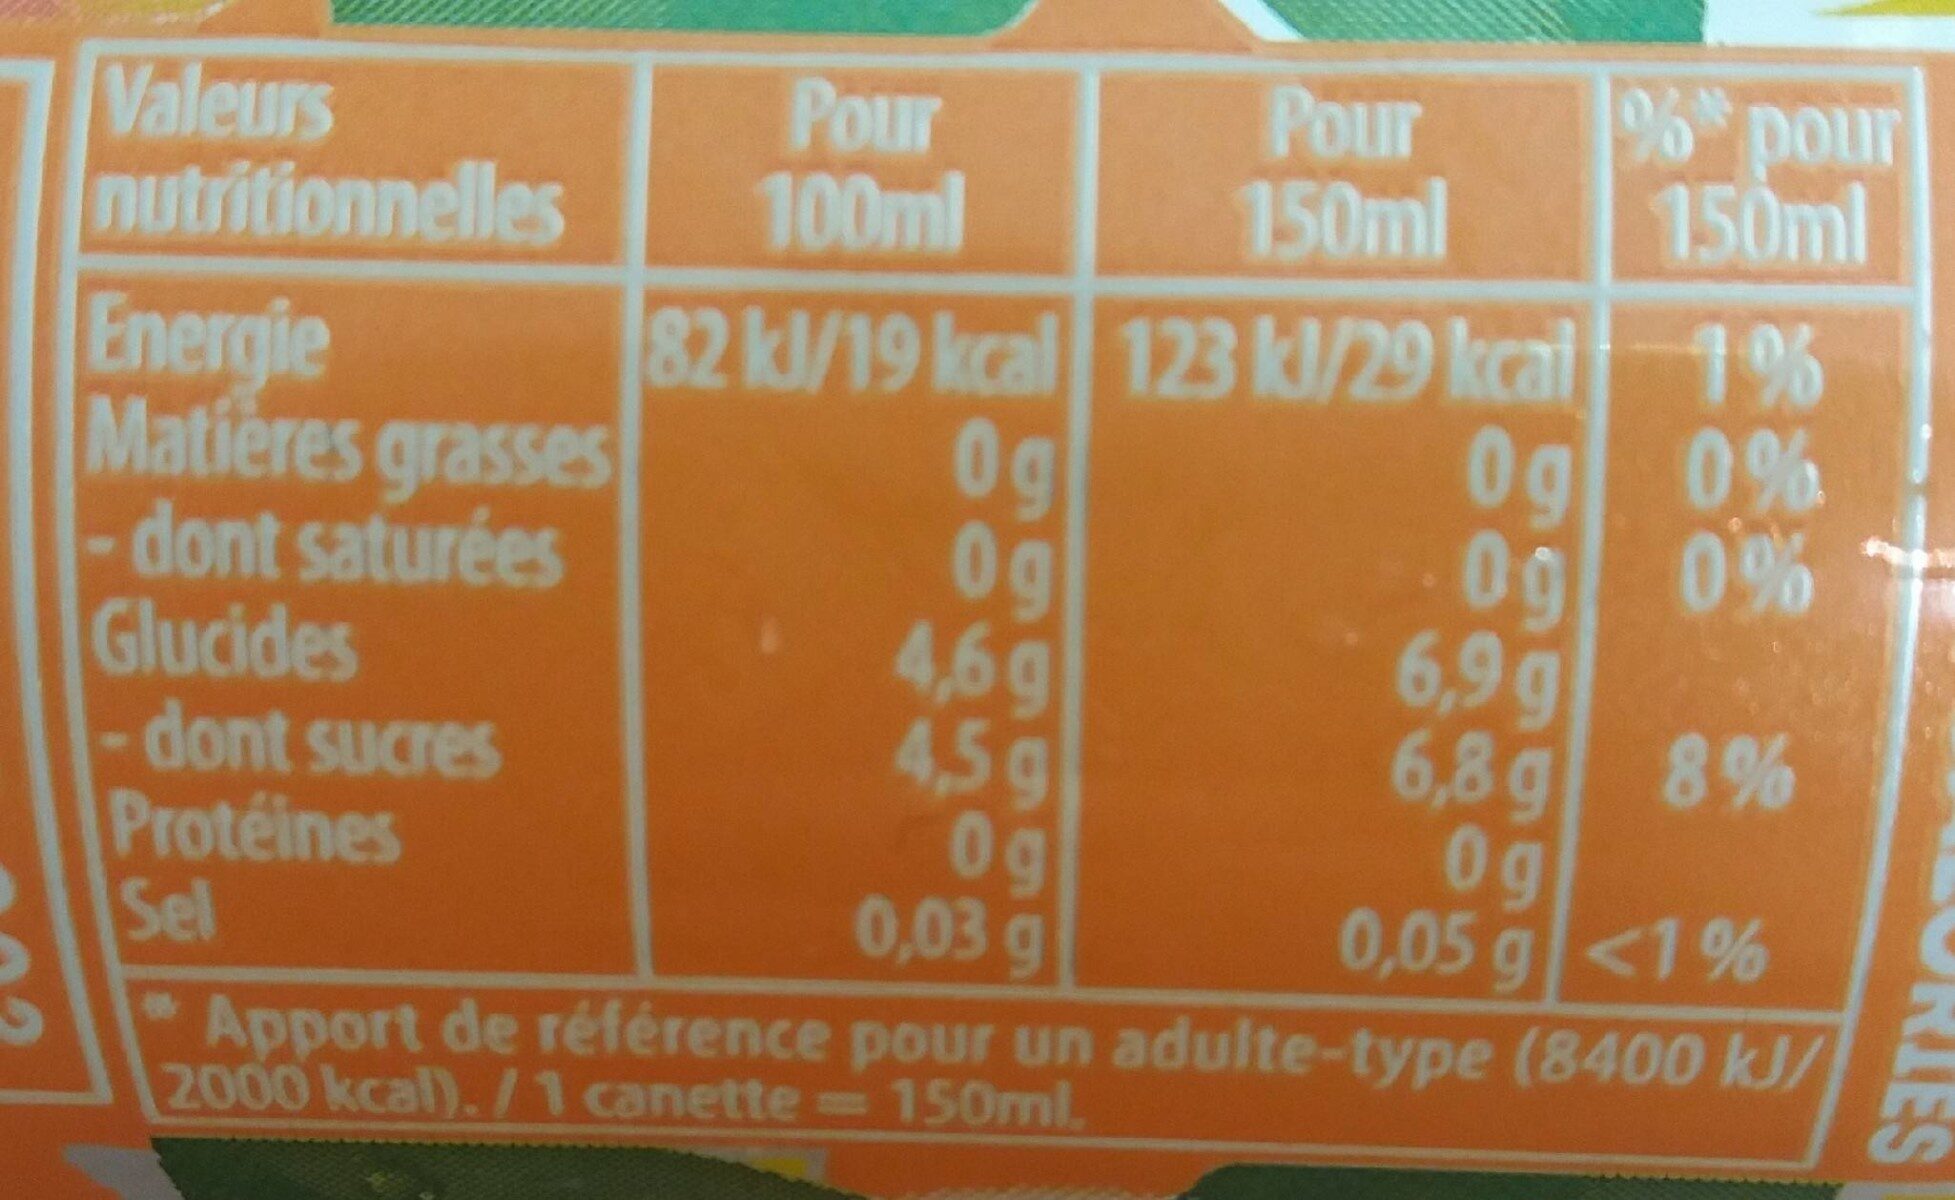 Valeurs nutritionnelles Pour 100ml Pour 150ml %* pour 150ml
Energie 82 kJ/19 kcal 123 kJ/29 kcal 1 %
Matières grasses 0 g 0 g 0 %
- dont saturées 0 g 0 g 0 %
Glucides 4,6 g 6,9 g
- dont sucres 4,5 g 6,8 g 8 %
Protéines 0 g 0 g
Sel 0,03 g 0,05 g <1 %
* Apport de référence pour un adulte-type (8400 kJ/
2000 kcal). / 1 canette = 150ml.